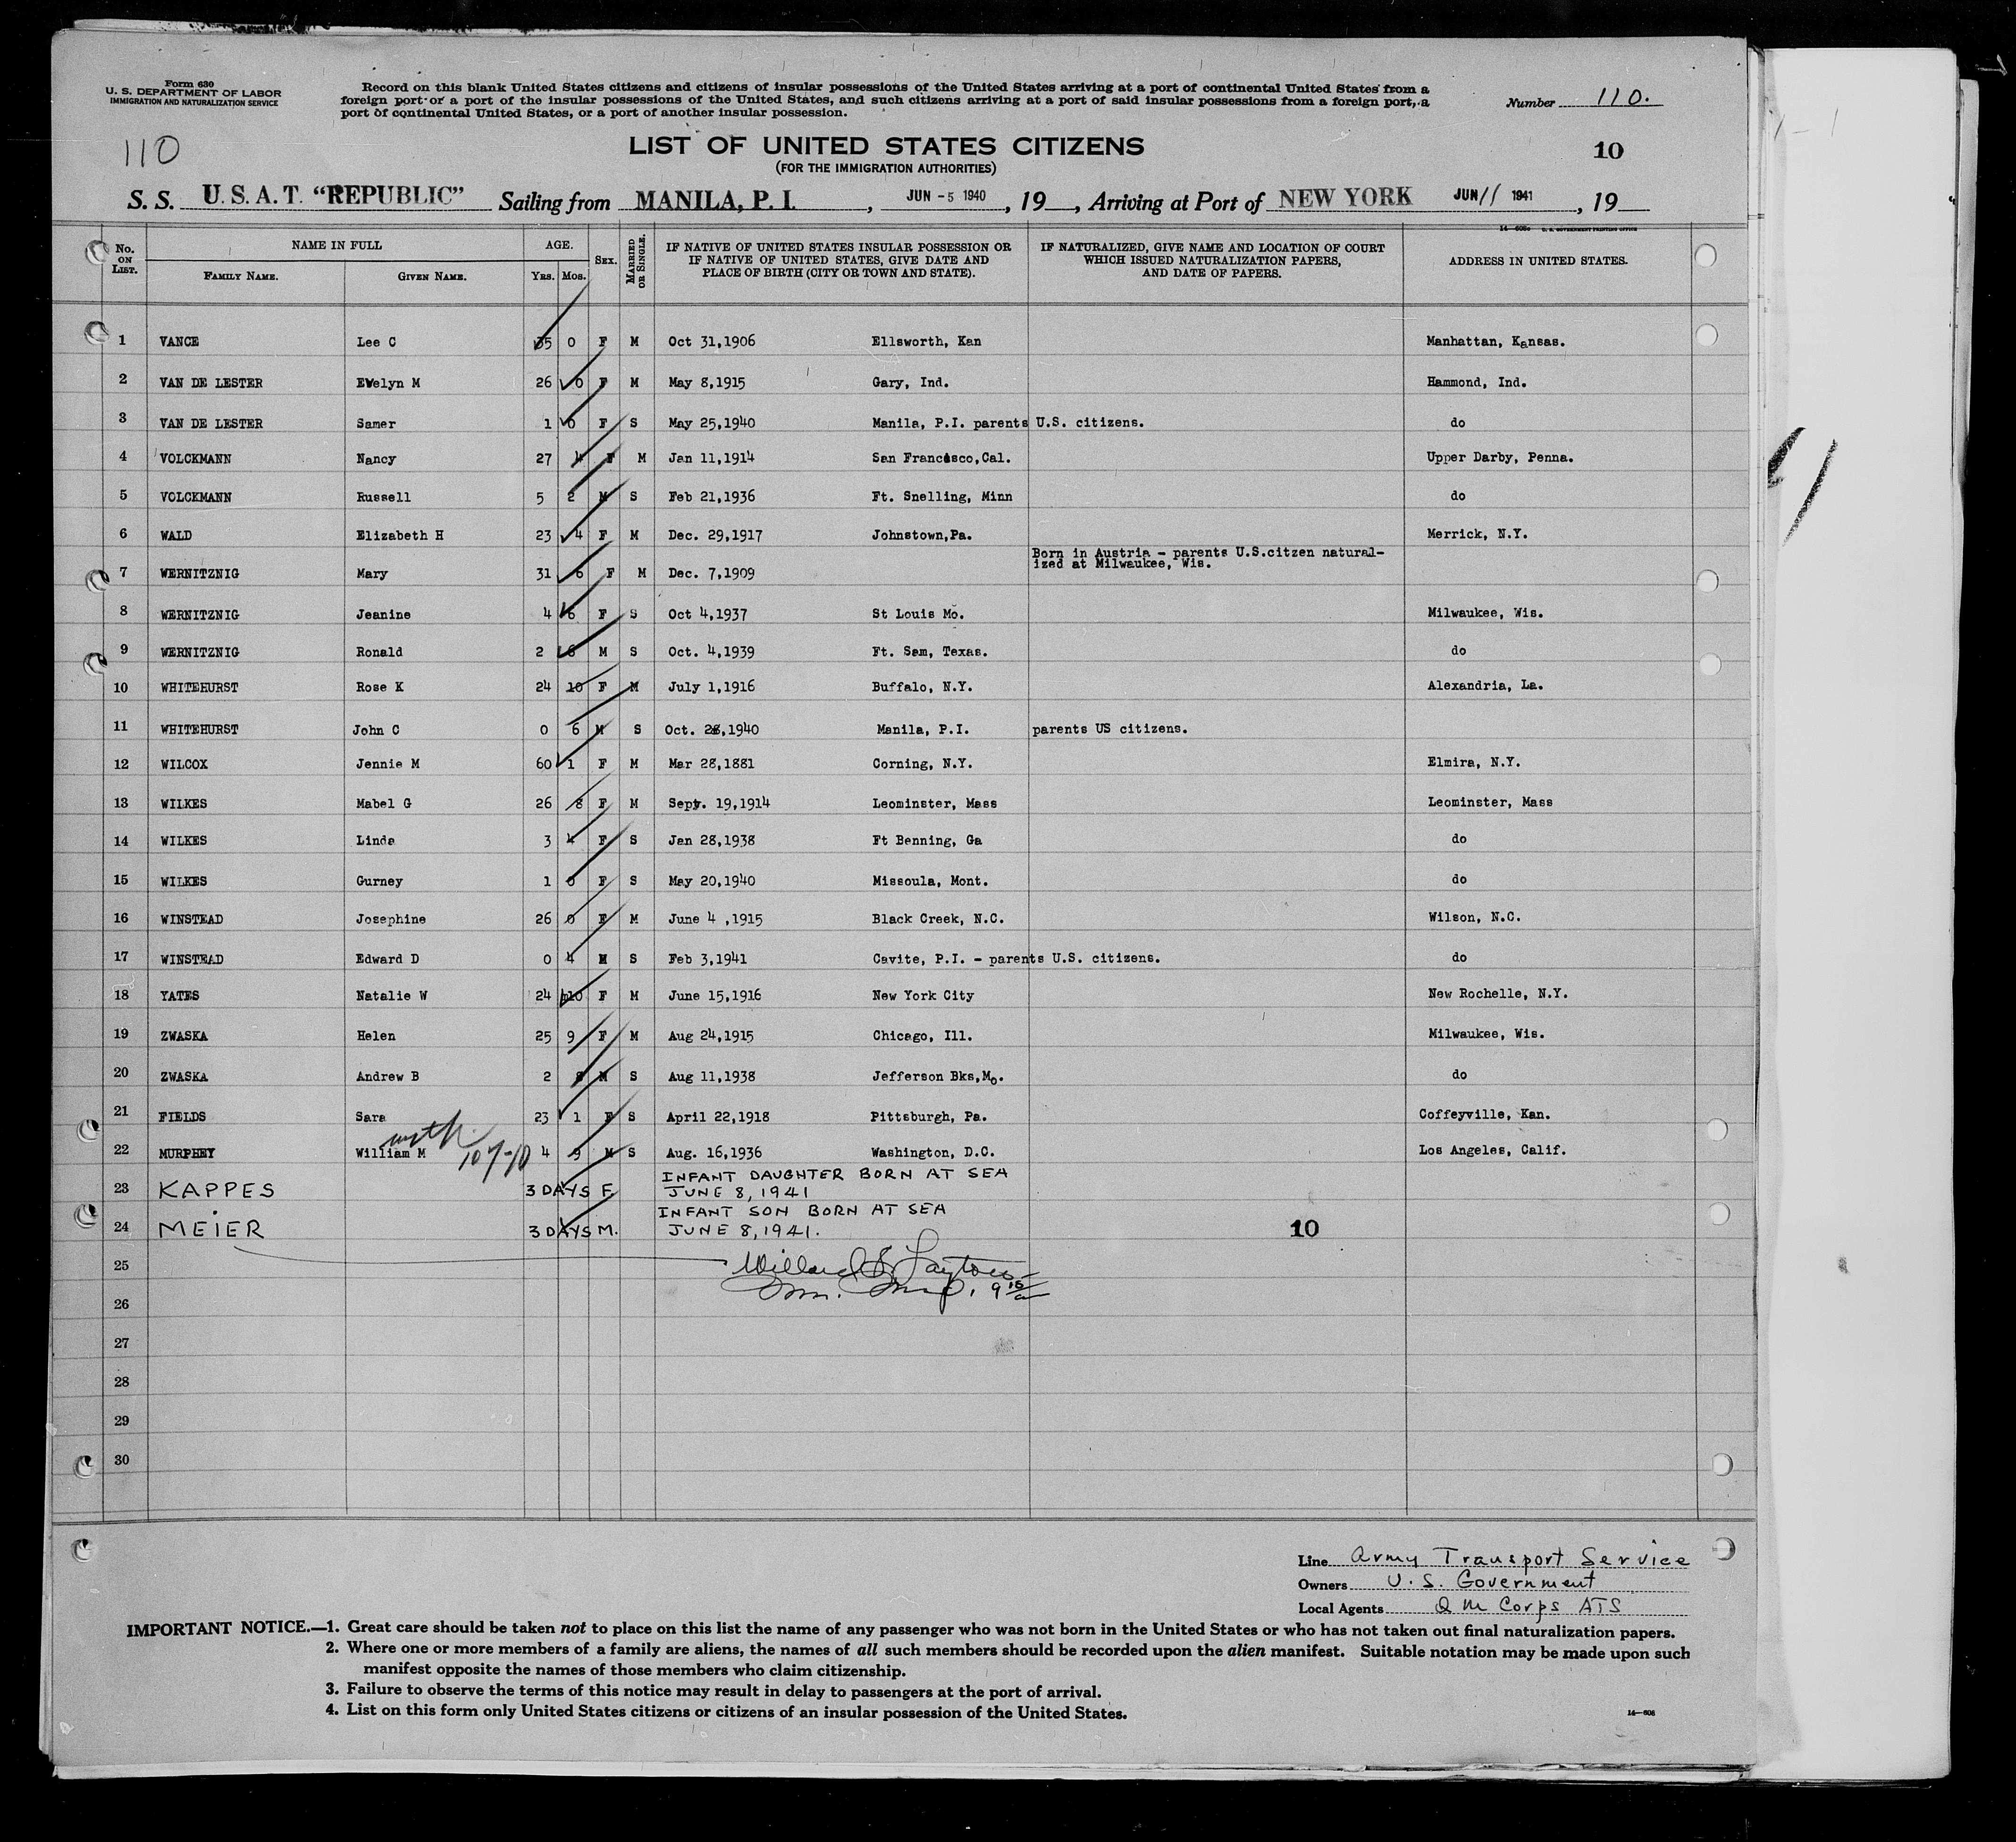 Form 630
U. S. DEPARTMENT OF LABOR
IMMIGRATION AND NATURALIZATION SERVICE
Record on this blank United States citizens and citizens of insular possessions of the United States arriving at a port of continental United States from a
foreign port or a port of the insular possessions of the United States, and such citizens arriving at a port of said insular possessions from a foreign port, a
port of continental United States, or a port of another insular possession.
Number 110.
110
LIST OF UNITED STATES CITIZENS
(FOR THE IMMIGRATION AUTHORITIES)
10
S. S. U. S. A. T. “REPUBLIC” Sailing from MANILA, P. I. , JUN -5 1940 , 19 , Arriving at Port of NEW YORK JUN 11 1941 , 19
No. ON LIST. NAME IN FULL AGE. SEX. MARRIED OR SINGLE. IF NATIVE OF UNITED STATES INSULAR POSSESSION OR IF NATIVE OF UNITED STATES, GIVE DATE AND PLACE OF BIRTH (CITY OR TOWN AND STATE). IF NATURALIZED, GIVE NAME AND LOCATION OF COURT WHICH ISSUED NATURALIZATION PAPERS, AND DATE OF PAPERS. ADDRESS IN UNITED STATES.
FAMILY NAME. GIVEN NAME. YRS. MOS.
1 VANCE Lee C 35 0 F M Oct 31,1906 Ellsworth, Kan Manhattan, Kansas.
2 VAN DE LESTER EVelyn M 26 0 F M May 8,1915 Gary, Ind. Hammond, Ind.
3 VAN DE LESTER Samer 1 0 F S May 25,1940 Manila, P.I. parents U.S. citizens. do
4 VOLCKMANN Nancy 27 4 F M Jan 11,1914 San Francisco,Cal. Upper Darby, Penna.
5 VOLCKMANN Russell 5 2 M S Feb 21,1936 Ft. Snelling, Minn do
6 WALD Elizabeth H 23 4 F M Dec. 29,1917 Johnstown,Pa. Merrick, N.Y.
Born in Austria - parents U.S.citzen natural-
ized at Milwaukee, Wis.
7 WERNITZNIG Mary 31 6 F M Dec. 7,1909
8 WERNITZNIG Jeanine 4 6 F S Oct 4,1937 St Louis Mo. Milwaukee, Wis.
9 WERNITZNIG Ronald 2 6 M S Oct. 4,1939 Ft. Sam, Texas. do
10 WHITEHURST Rose K 24 10 F M July 1,1916 Buffalo, N.Y. Alexandria, La.
11 WHITEHURST John C 0 6 M S Oct. 28,1940 Manila, P.I. parents US citizens.
12 WILCOX Jennie M 60 1 F M Mar 28,1881 Corning, N.Y. Elmira, N.Y.
13 WILKES Mabel G 26 8 F M Sept. 19,1914 Leominster, Mass Leominster, Mass
14 WILKES Linda 3 4 F S Jan 28,1938 Ft Benning, Ga do
15 WILKES Gurney 1 0 F S May 20,1940 Missoula, Mont. do
16 WINSTEAD Josephine 26 0 F M June 4 ,1915 Black Creek, N.C. Wilson, N.C.
17 WINSTEAD Edward D 0 4 M S Feb 3,1941 Cavite, P.I. - parents U.S. citizens. do
18 YATES Natalie W 24 10 F M June 15,1916 New York City New Rochelle, N.Y.
19 ZWASKA Helen 25 9 F M Aug 24,1915 Chicago, Ill. Milwaukee, Wis.
20 ZWASKA Andrew B 2 M S Aug 11,1938 Jefferson Bks,Mo. do
21 FIELDS Sara 23 1 F S April 22,1918 Pittsburgh, Pa. Coffeyville, Kan.
22 MURPHEY William M 107-10 4 9 M S Aug. 16,1936 Washington, D.C. Los Angeles, Calif.
23 KAPPES 3 DAYS F. INFANT DAUGHTER BORN AT SEA
JUNE 8, 1941
24 MEIER 3 DAYS M. INFANT SON BORN AT SEA
JUNE 8, 1941.
10
25
26
27
28
29
30
Line Army Transport Service
Owners U. S. Government
Local Agents Q M Corps ATS
IMPORTANT NOTICE.—1. Great care should be taken not to place on this list the name of any passenger who was not born in the United States or who has not taken out final naturalization papers.
2. Where one or more members of a family are aliens, the names of all such members should be recorded upon the alien manifest. Suitable notation may be made upon such
manifest opposite the names of those members who claim citizenship.
3. Failure to observe the terms of this notice may result in delay to passengers at the port of arrival.
4. List on this form only United States citizens or citizens of an insular possession of the United States.
14—608